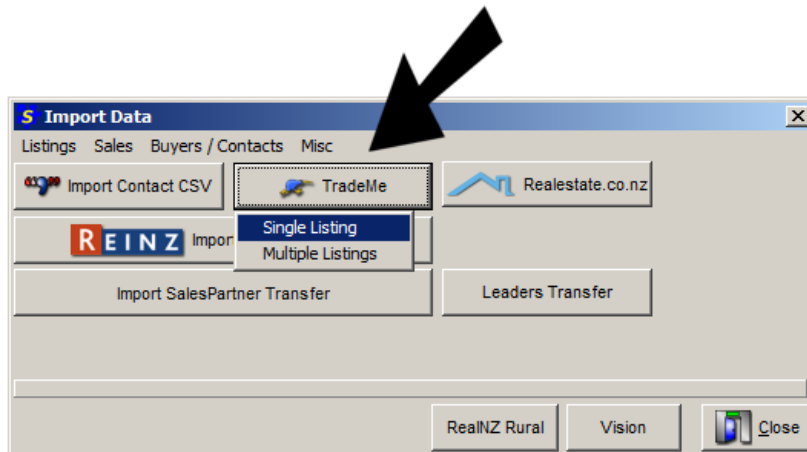 S Import Data
Listings Sales Buyers / Contacts Misc
Import Contact CSV
TradeMe
Realestate.co.nz
REINZ Impor
Single Listing
Multiple Listings
Import SalesPartner Transfer
Leaders Transfer
RealNZ Rural
Vision
Close